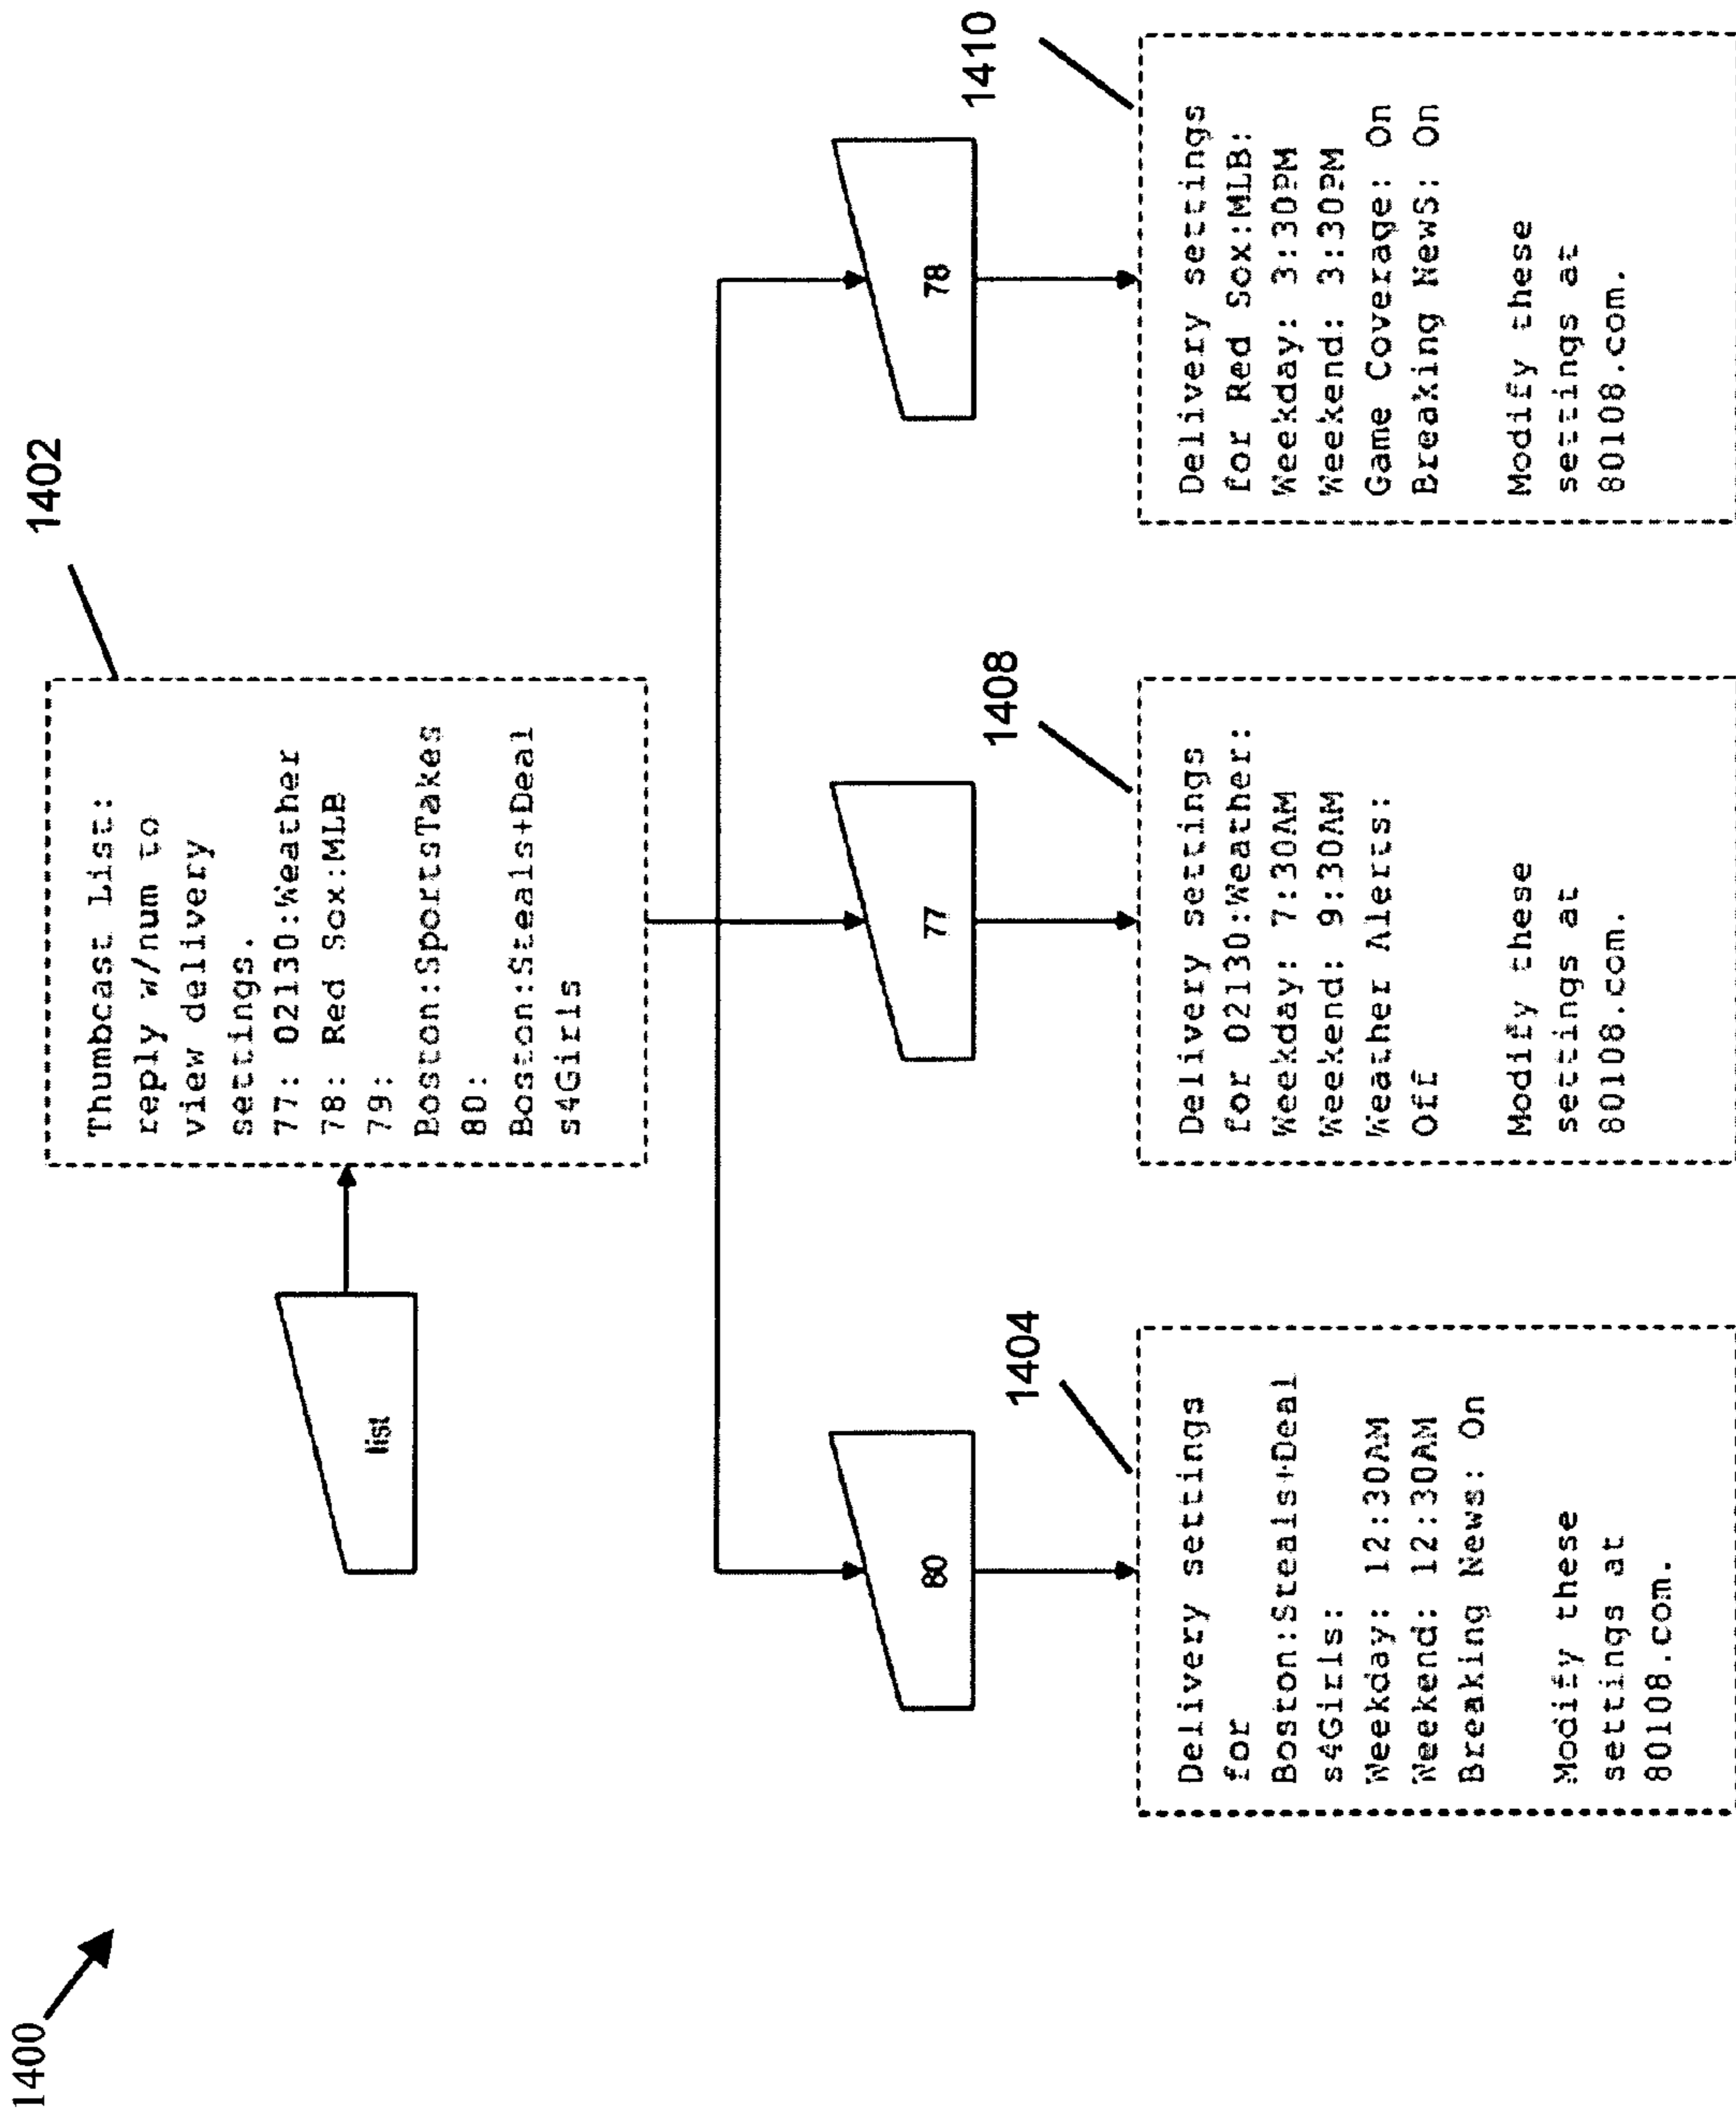 1400
1402
list
Thumbcast List:
reply w/num to
view delivery
settings.
77: 02130:Weather
78: Red Sox:MLB
79:
Boston:SportsTakes
80:
Boston:Steals+Deal
s4Girls
80
77
78
1404
Delivery settings
for
Boston:Steals+Deal
s4Girls:
Weekday: 12:30AM
Weekend: 12:30AM
Breaking News: On
Modify these
settings at
80108.com.
1408
Delivery settings
for 02130:Weather:
Weekday: 7:30AM
Weekend: 9:30AM
Weather Alerts:
Off
Modify these
settings at
80108.com.
1410
Delivery settings
for Red Sox:MLB:
Weekday: 3:30PM
Weekend: 3:30PM
Game Coverage: On
Breaking NewS: On
Modify these
settings at
80108.com.